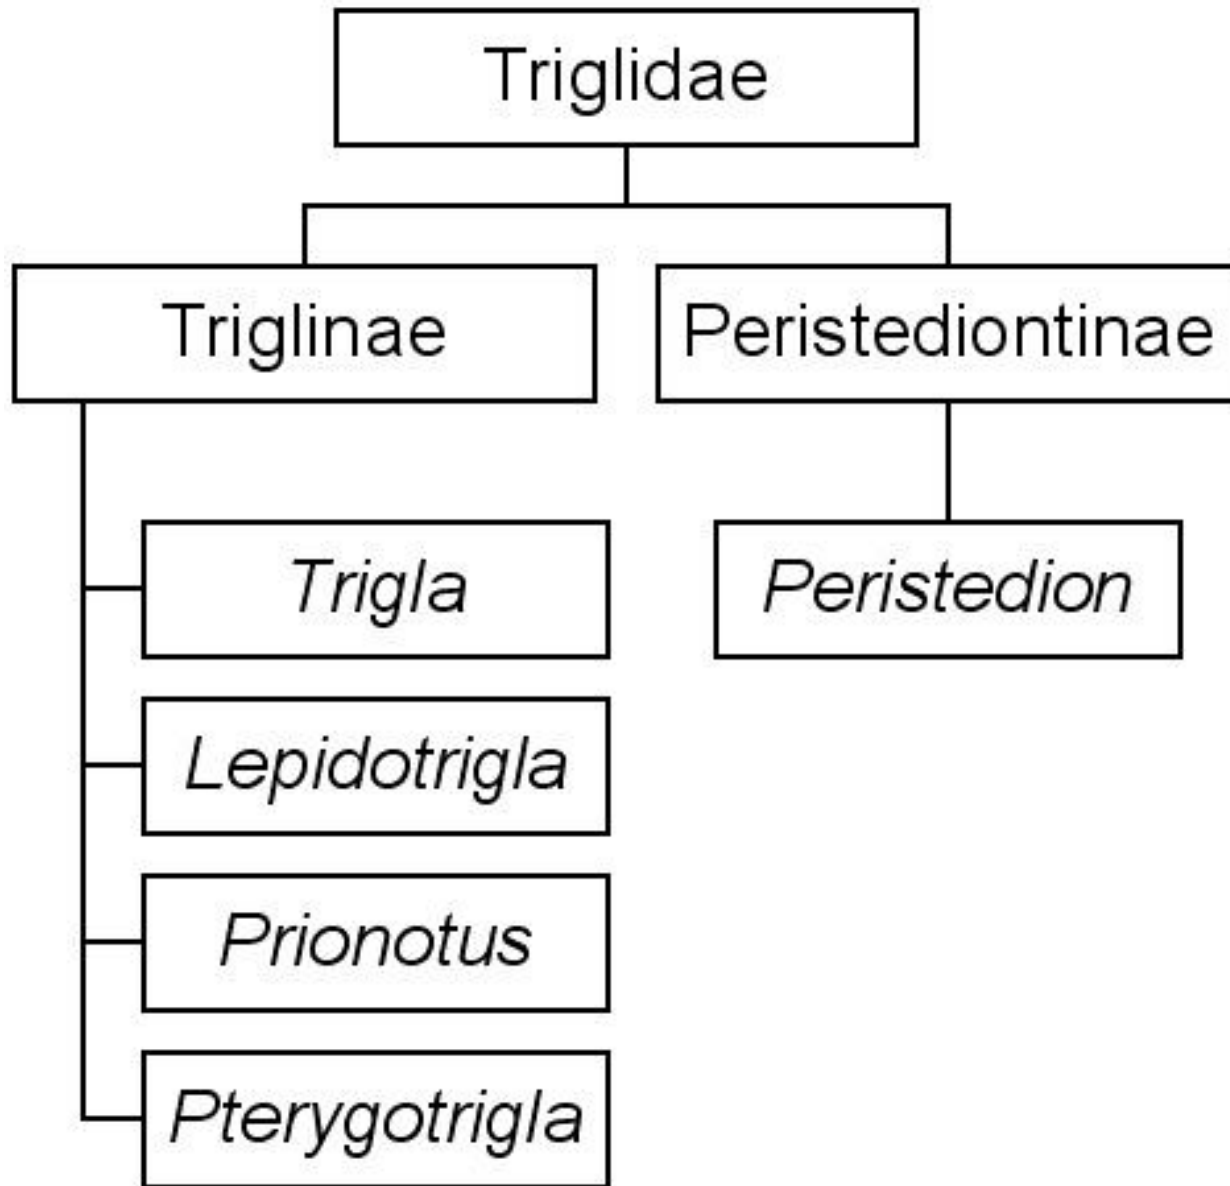 Triglidae
Triglinae
Peristediontinae
Trigla
Peristedion
Lepidotrigla
Prionotus
Pterygotrigla